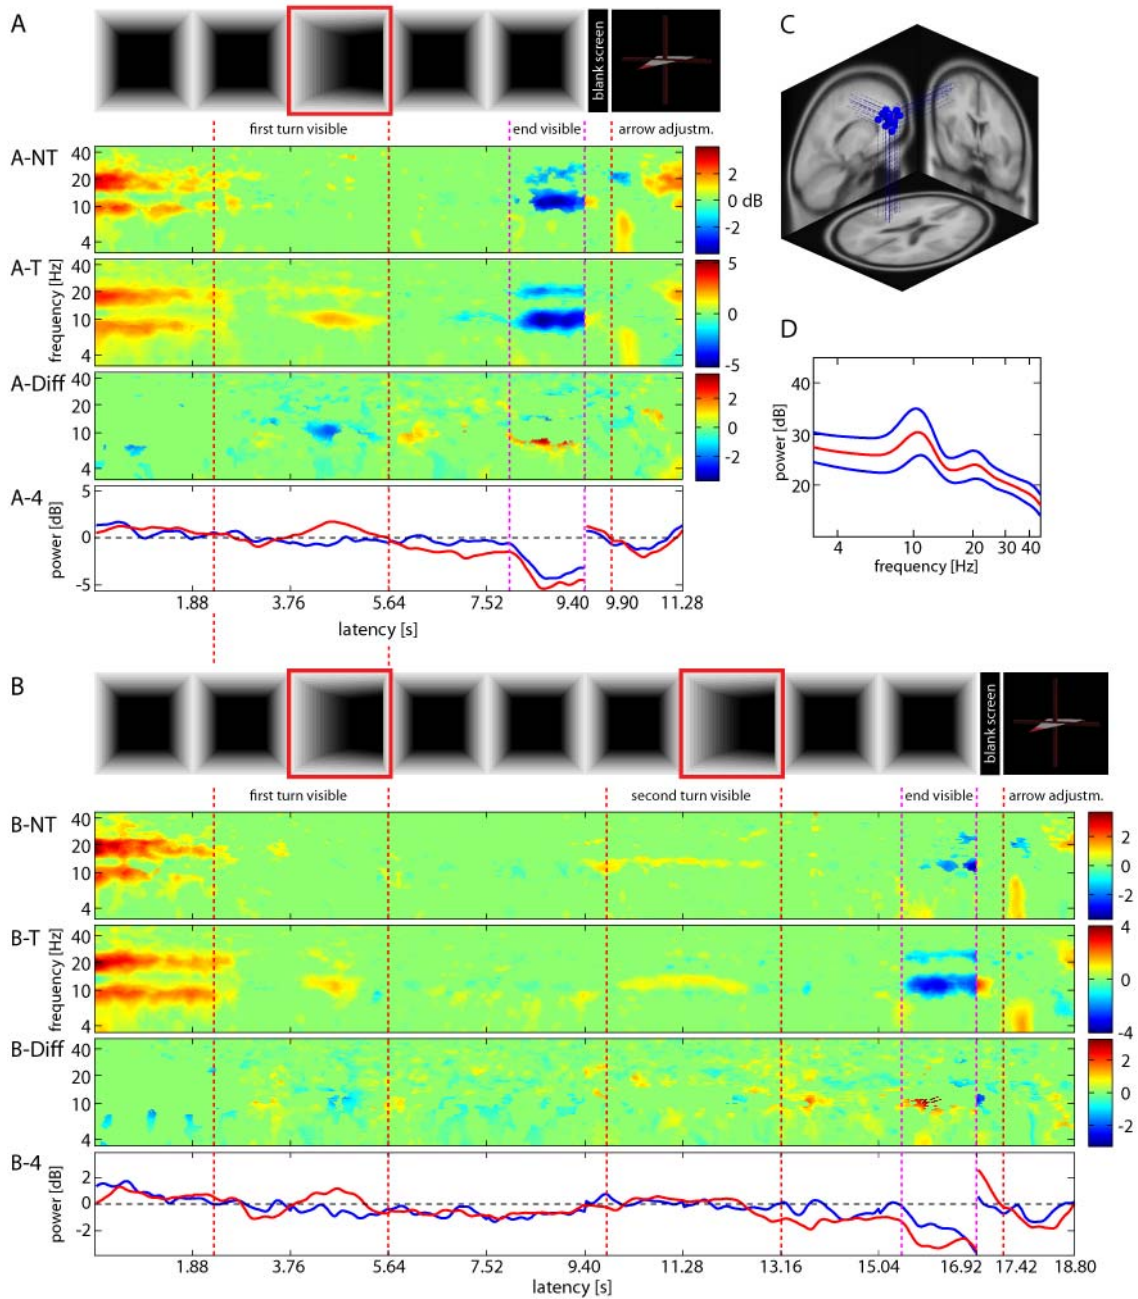 A
blank screen
C
first turn visible
end visible
arrow adjustm.
A-NT
40
20
10
4
2
0 dB
-2
A-T
frequency [Hz]
40
20
10
4
5
0
-5
A-Diff
40
20
10
4
2
0
-2
A-4
power [dB]
5
0
-5
1.88 3.76 5.64 7.52 9.40 9.90 11.28
latency [s]
D
power [dB]
40
30
20
4 10 20 30 40
frequency [Hz]
B
blank screen
first turn visible
second turn visible
end visible
arrow adjustm.
B-NT
40
20
10
4
2
0
-2
B-T
frequency [Hz]
40
20
10
4
4
2
0
-2
-4
B-Diff
40
20
10
4
2
0
-2
B-4
power [dB]
2
0
-2
1.88 3.76 5.64 7.52 9.40 11.28 13.16 15.04 16.92 17.42 18.80
latency [s]